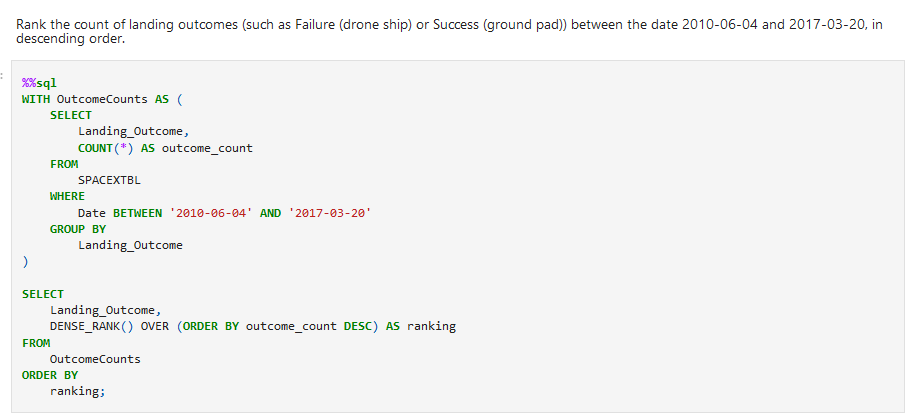 Rank the count of landing outcomes (such as Failure (drone ship) or Success (ground pad)) between the date 2010-06-04 and 2017-03-20, in
descending order.
:
%%sql
WITH OutcomeCounts AS (
    SELECT
        Landing_Outcome,
        COUNT(*) AS outcome_count
    FROM
        SPACEXTBL
    WHERE
        Date BETWEEN '2010-06-04' AND '2017-03-20'
    GROUP BY
        Landing_Outcome
)
SELECT
    Landing_Outcome,
    DENSE_RANK() OVER (ORDER BY outcome_count DESC) AS ranking
FROM
    OutcomeCounts
ORDER BY
    ranking;